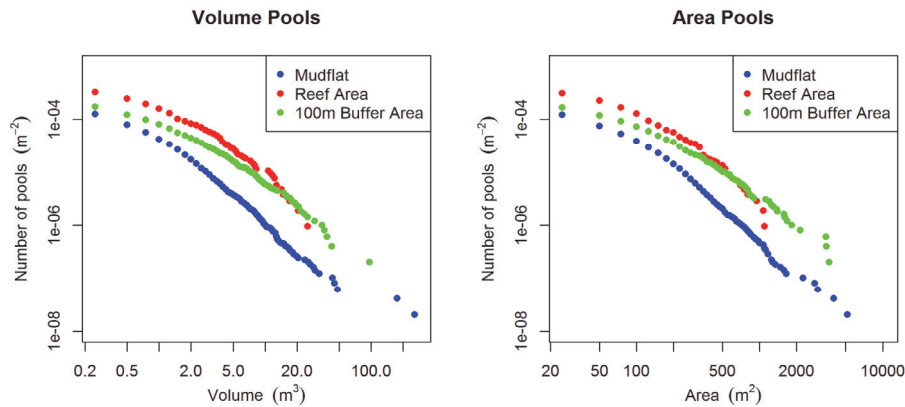 Volume Pools
Number of pools (m⁻²)
1e-04
1e-06
1e-08
Mudflat
Reef Area
100m Buffer Area
0.2 0.5 2.0 5.0 20.0 100.0
Volume (m³)
Area Pools
Number of pools (m⁻²)
1e-04
1e-06
1e-08
Mudflat
Reef Area
100m Buffer Area
20 50 100 500 2000 10000
Area (m²)